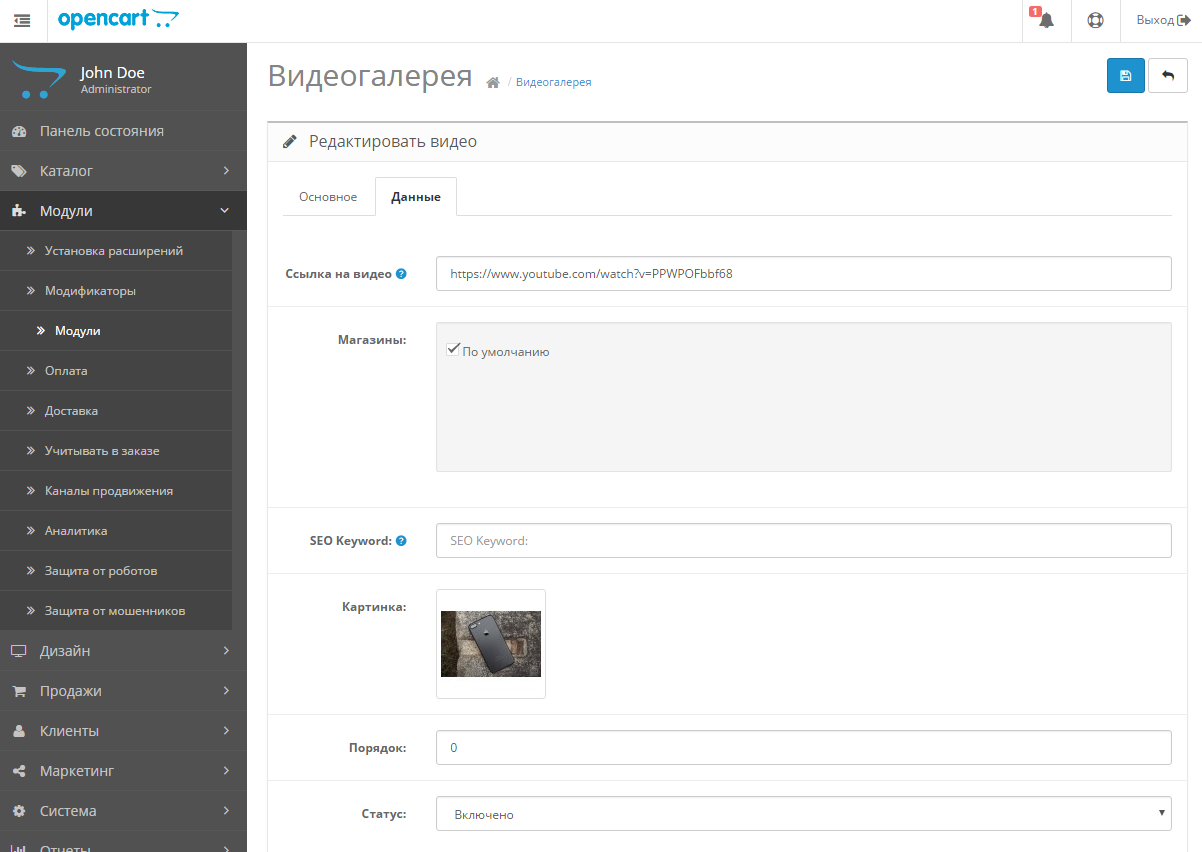 opencart
1
Выход
John Doe
Administrator
Панель состояния
Каталог
Модули
Установка расширений
Модификаторы
Модули
Оплата
Доставка
Учитывать в заказе
Каналы продвижения
Аналитика
Защита от роботов
Защита от мошенников
Дизайн
Продажи
Клиенты
Маркетинг
Система
Отчеты
Видеогалерея / Видеогалерея
Редактировать видео
Основное Данные
Ссылка на видео ? https://www.youtube.com/watch?v=PPWPOFbbf68
Магазины: По умолчанию
SEO Keyword: ? SEO Keyword:
Картинка:
Порядок: 0
Статус: Включено